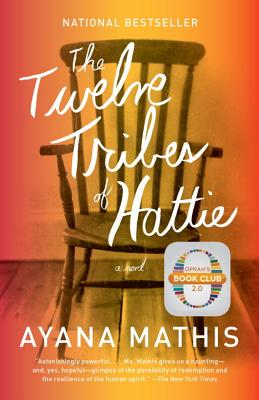 NATIONAL BESTSELLER
The
Twelve
Tribes
of Hattie
a novel
OPRAH'S
BOOK CLUB
2.0
AYANA MATHIS
"Astonishingly powerful. . . . Ms. Mathis gives us a haunting—
and, yes, hopeful—glimpse of the possibility of redemption and
the resilience of the human spirit." —The New York Times